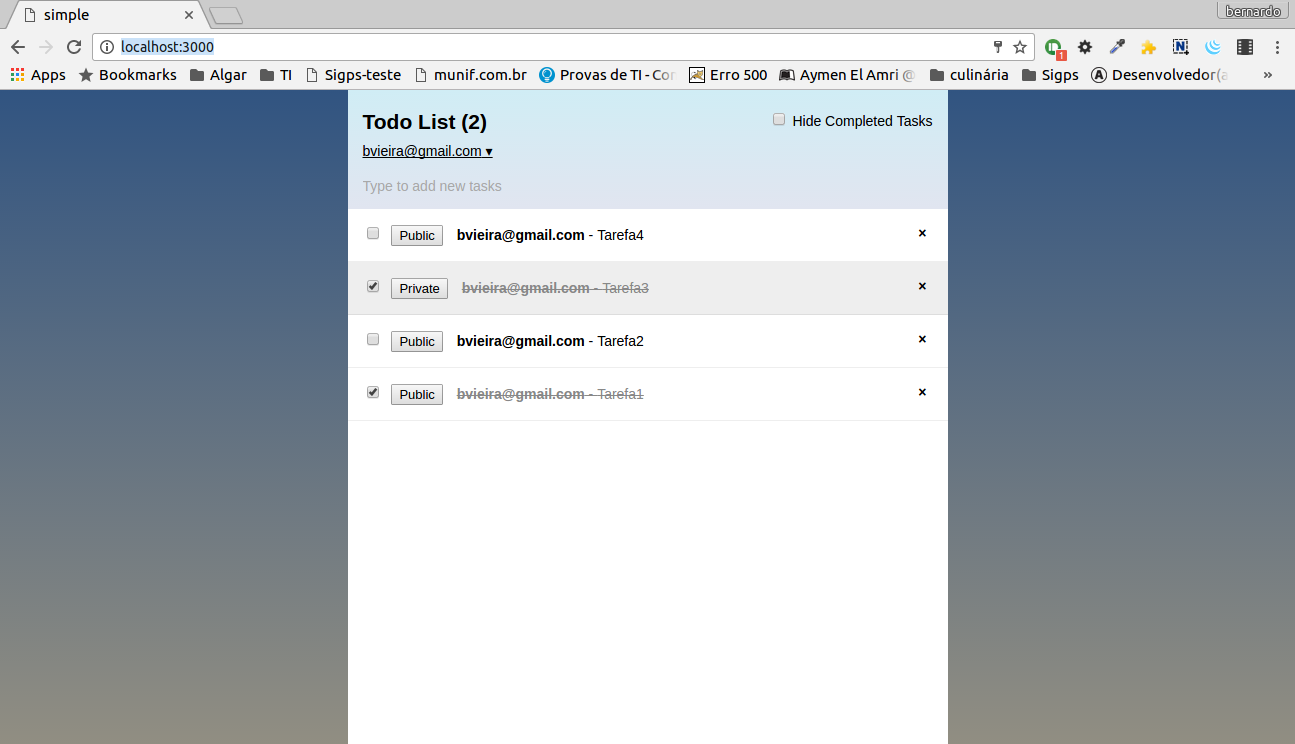 simple
bernardo
localhost:3000
1
Apps Bookmarks Algar TI Sigps-teste munif.com.br Provas de TI - Cor Erro 500 Aymen El Amri @ culinária Sigps Desenvolvedor(a »
Todo List (2)
Hide Completed Tasks
bvieira@gmail.com ▾
Type to add new tasks
Public bvieira@gmail.com - Tarefa4 ×
Private bvieira@gmail.com - Tarefa3 ×
Public bvieira@gmail.com - Tarefa2 ×
Public bvieira@gmail.com - Tarefa1 ×